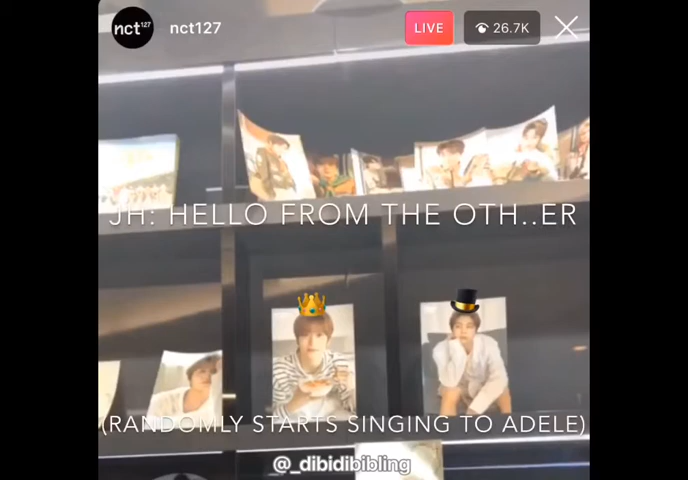 nct127
nct127
LIVE
26.7K
JH: HELLO FROM THE OTH..ER
(RANDOMLY STARTS SINGING TO ADELE)
@_dibidibibling